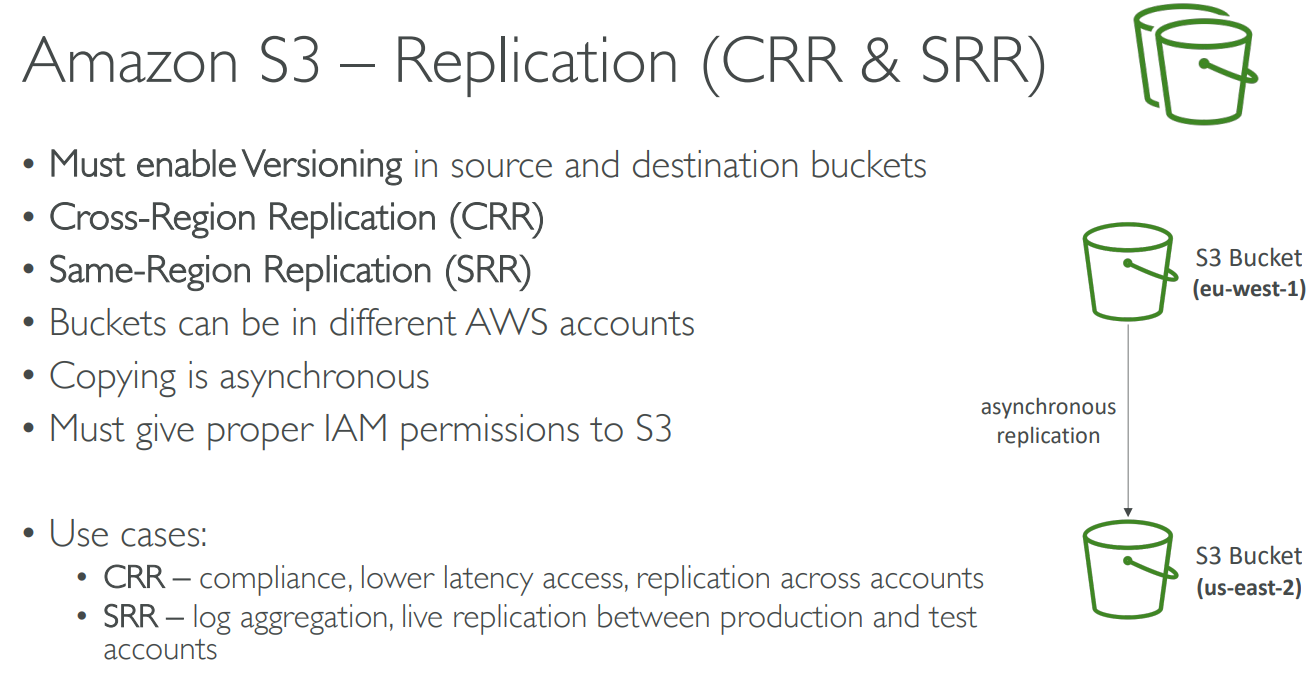 Amazon S3 – Replication (CRR & SRR)
• Must enable Versioning in source and destination buckets
• Cross-Region Replication (CRR)
• Same-Region Replication (SRR)
• Buckets can be in different AWS accounts
• Copying is asynchronous
• Must give proper IAM permissions to S3
• Use cases:
• CRR – compliance, lower latency access, replication across accounts
• SRR – log aggregation, live replication between production and test
accounts
S3 Bucket
(eu-west-1)
asynchronous
replication
S3 Bucket
(us-east-2)